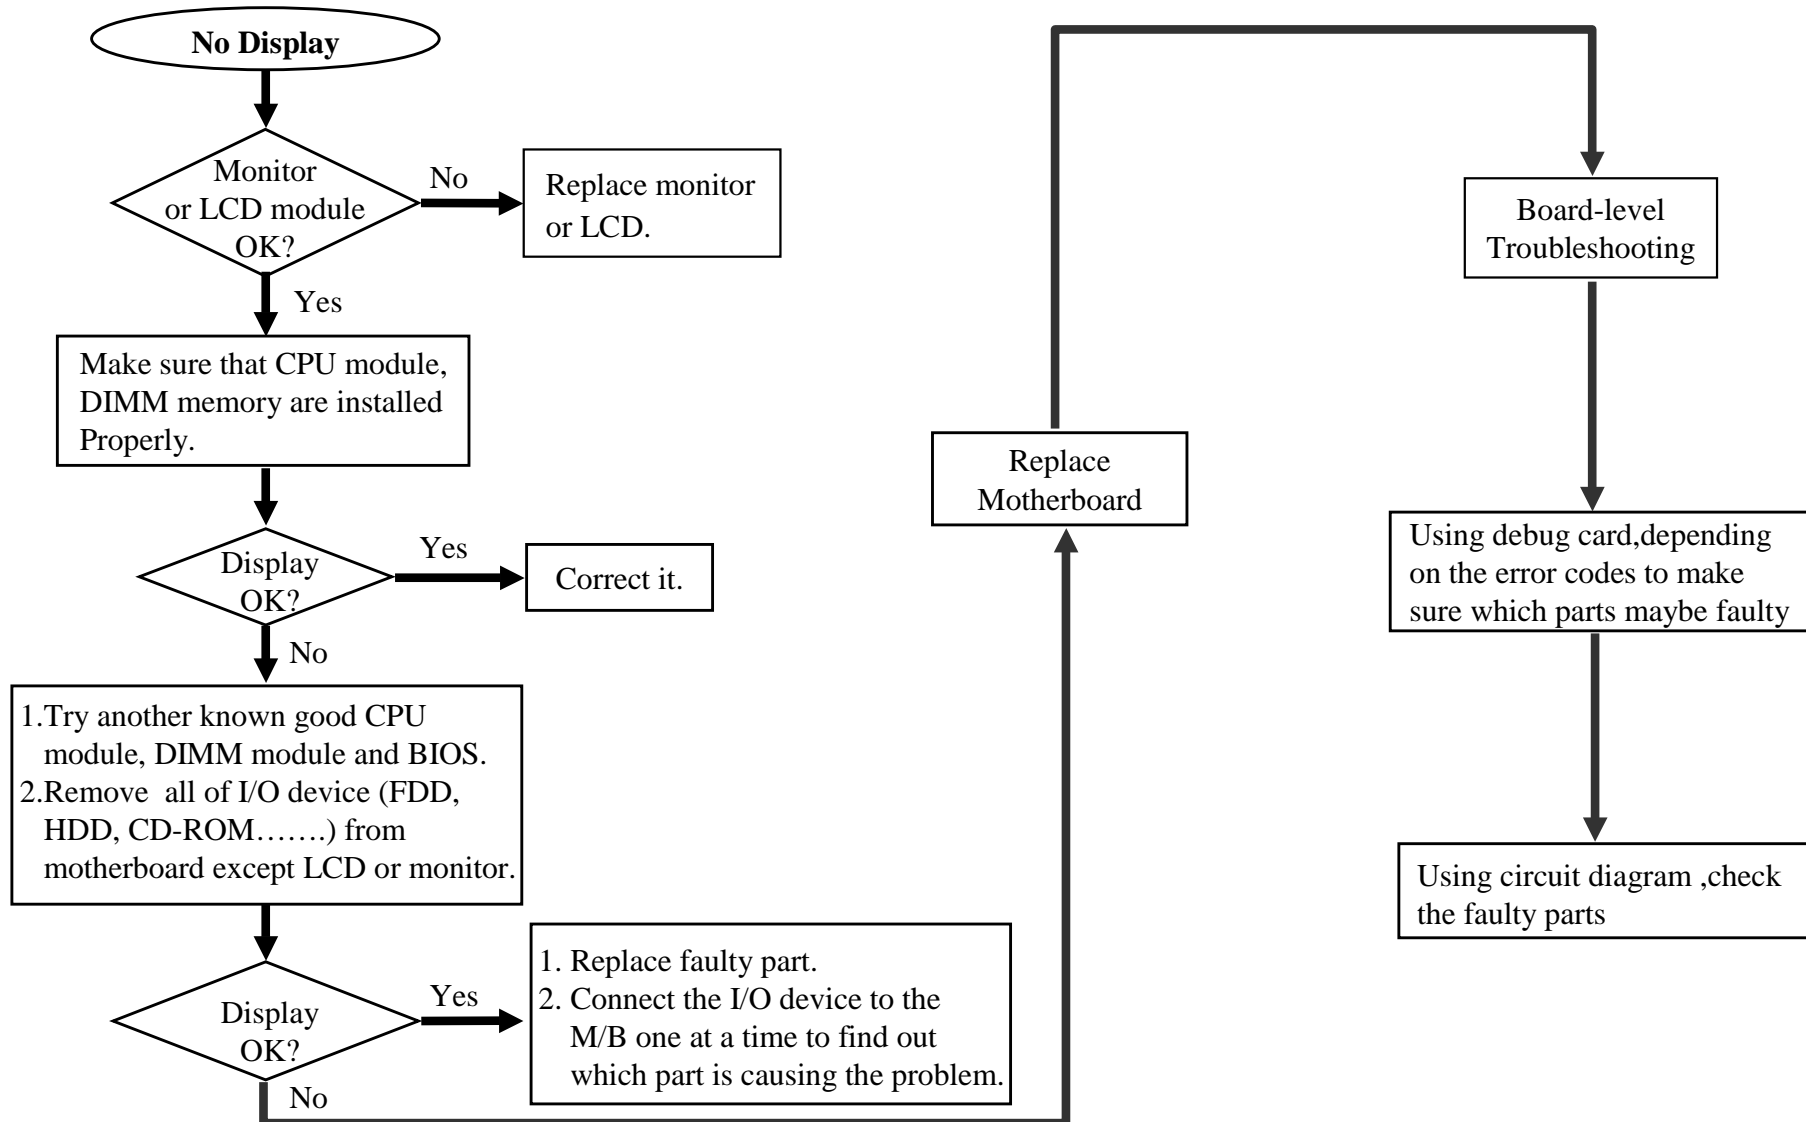 No Display
Monitor
or LCD module
OK?
No
Replace monitor
or LCD.
Yes
Make sure that CPU module,
DIMM memory are installed
Properly.
Display
OK?
Yes
Correct it.
No
1.Try another known good CPU
module, DIMM module and BIOS.
2.Remove  all of I/O device (FDD,
HDD, CD-ROM…….) from
motherboard except LCD or monitor.
Display
OK?
Yes
1. Replace faulty part.
2. Connect the I/O device to the
M/B one at a time to find out
which part is causing the problem.
No
Replace
Motherboard
Board-level
Troubleshooting
Using debug card,depending
on the error codes to make
sure which parts maybe faulty
Using circuit diagram ,check
the faulty parts